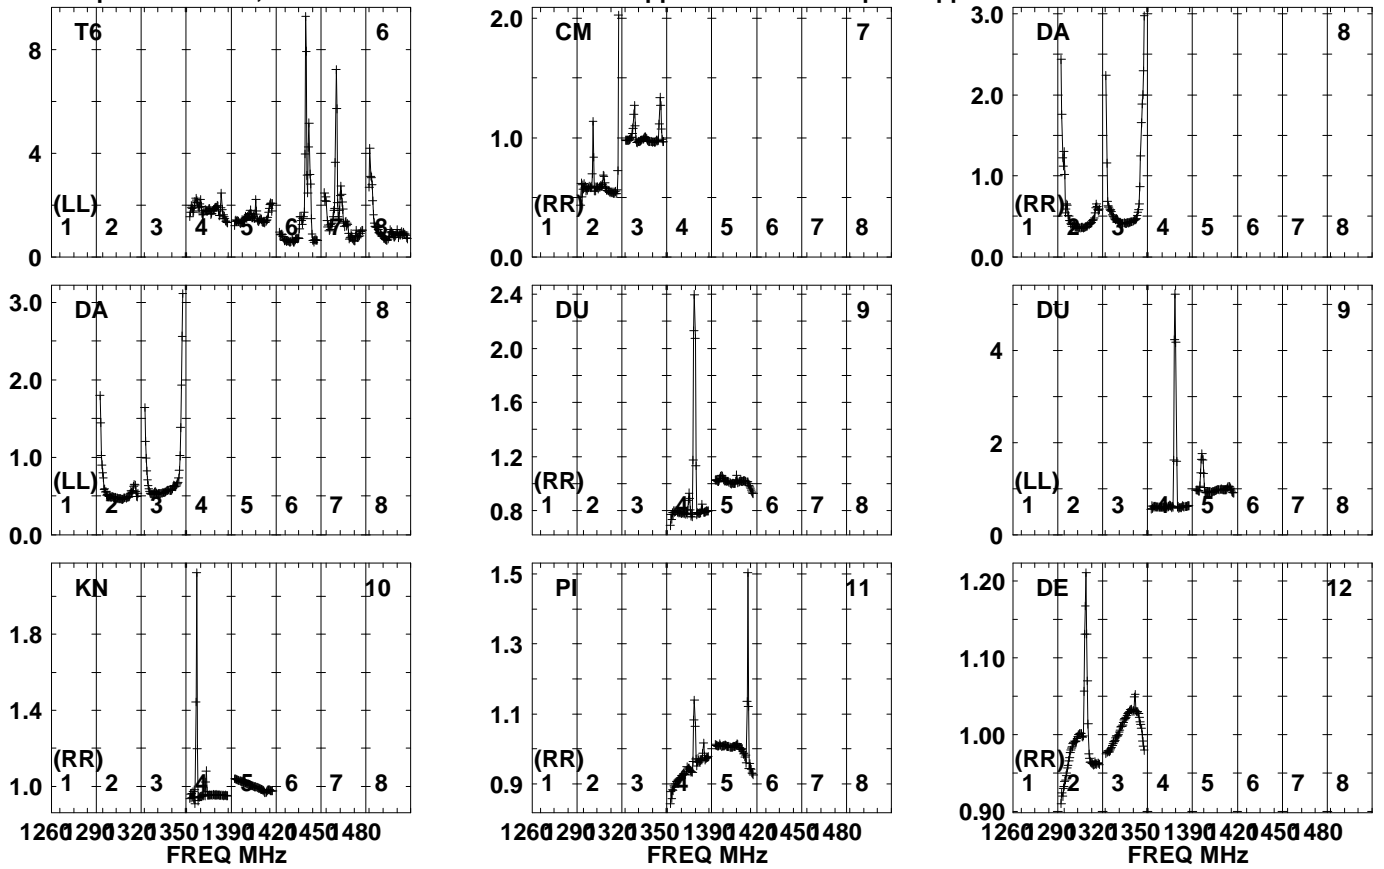 T6 6
8
4
0
(LL)
1 2 3 4 5 6 7 8
CM 7
2.0
1.0
0.0
(RR)
1 2 3 4 5 6 7 8
DA 8
3.0
2.0
1.0
0.0
(RR)
1 2 3 4 5 6 7 8
DA 8
3.0
2.0
1.0
0.0
(LL)
1 2 3 4 5 6 7 8
DU 9
2.4
2.0
1.6
1.2
0.8
(RR)
1 2 3 4 5 6 7 8
DU 9
4
2
0
(LL)
1 2 3 4 5 6 7 8
KN 10
1.8
1.4
1.0
(RR)
1 2 3 4 5 6 7 8
1260 1290 1320 1350 1390 1420 1450 1480
FREQ MHz
PI 11
1.5
1.3
1.1
0.9
(RR)
1 2 3 4 5 6 7 8
1260 1290 1320 1350 1390 1420 1450 1480
FREQ MHz
DE 12
1.20
1.10
1.00
0.90
(RR)
1 2 3 4 5 6 7 8
1260 1290 1320 1350 1390 1420 1450 1480
FREQ MHz